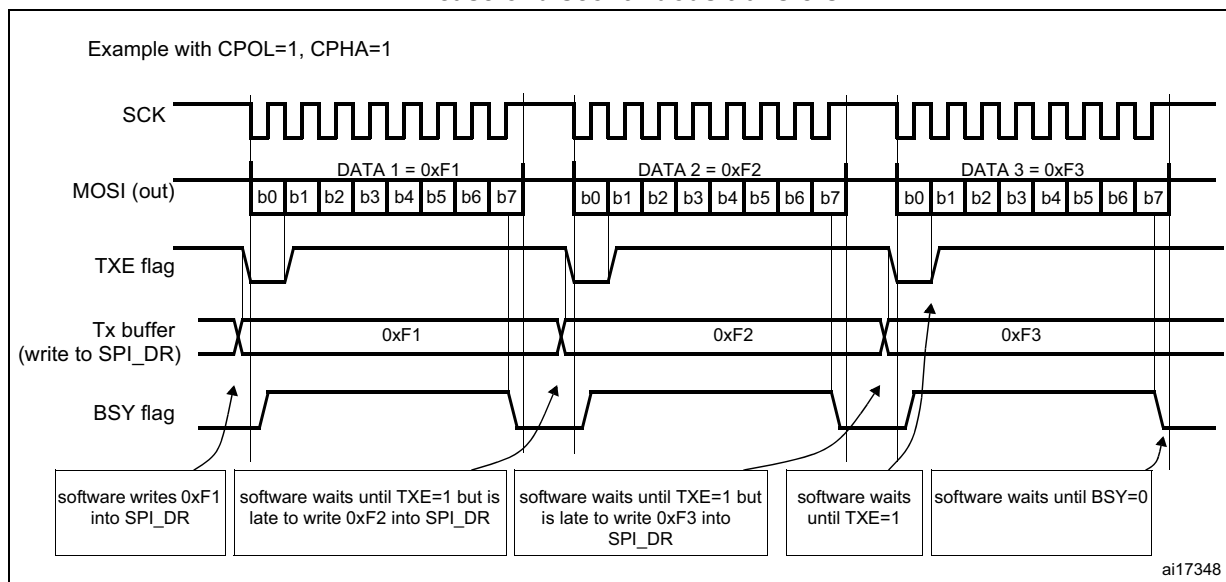 Example with CPOL=1, CPHA=1
SCK
DATA 1 = 0xF1
DATA 2 = 0xF2
DATA 3 = 0xF3
MOSI (out)
b0 b1 b2 b3 b4 b5 b6 b7
b0 b1 b2 b3 b4 b5 b6 b7
b0 b1 b2 b3 b4 b5 b6 b7
TXE flag
Tx buffer
(write to SPI_DR)
0xF1
0xF2
0xF3
BSY flag
software writes 0xF1
into SPI_DR
software waits until TXE=1 but is
late to write 0xF2 into SPI_DR
software waits until TXE=1 but
is late to write 0xF3 into
SPI_DR
software waits
until TXE=1
software waits until BSY=0
ai17348